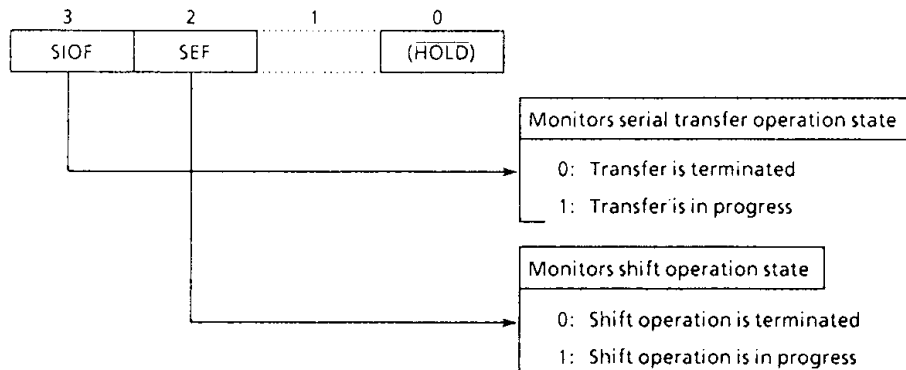 3 2 1 0
SIOF SEF (H̅O̅L̅D̅)
Monitors serial transfer operation state
0: Transfer is terminated
1: Transfer is in progress
Monitors shift operation state
0: Shift operation is terminated
1: Shift operation is in progress